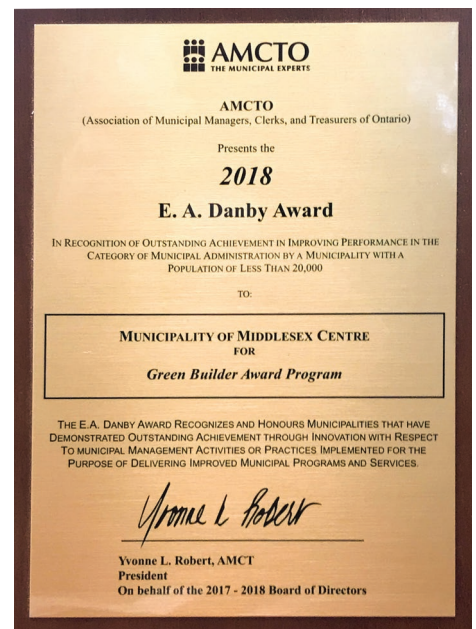 AMCTO
THE MUNICIPAL EXPERTS
AMCTO
(Association of Municipal Managers, Clerks, and Treasurers of Ontario)
Presents the
2018
E. A. Danby Award
IN RECOGNITION OF OUTSTANDING ACHIEVEMENT IN IMPROVING PERFORMANCE IN THE
CATEGORY OF MUNICIPAL ADMINISTRATION BY A MUNICIPALITY WITH A
POPULATION OF LESS THAN 20,000
TO:
MUNICIPALITY OF MIDDLESEX CENTRE
FOR
Green Builder Award Program
THE E.A. DANBY AWARD RECOGNIZES AND HONOURS MUNICIPALITIES THAT HAVE
DEMONSTRATED OUTSTANDING ACHIEVEMENT THROUGH INNOVATION WITH RESPECT
TO MUNICIPAL MANAGEMENT ACTIVITIES OR PRACTICES IMPLEMENTED FOR THE
PURPOSE OF DELIVERING IMPROVED MUNICIPAL PROGRAMS AND SERVICES.
Yvonne L Robert
Yvonne L. Robert, AMCT
President
On behalf of the 2017 - 2018 Board of Directors